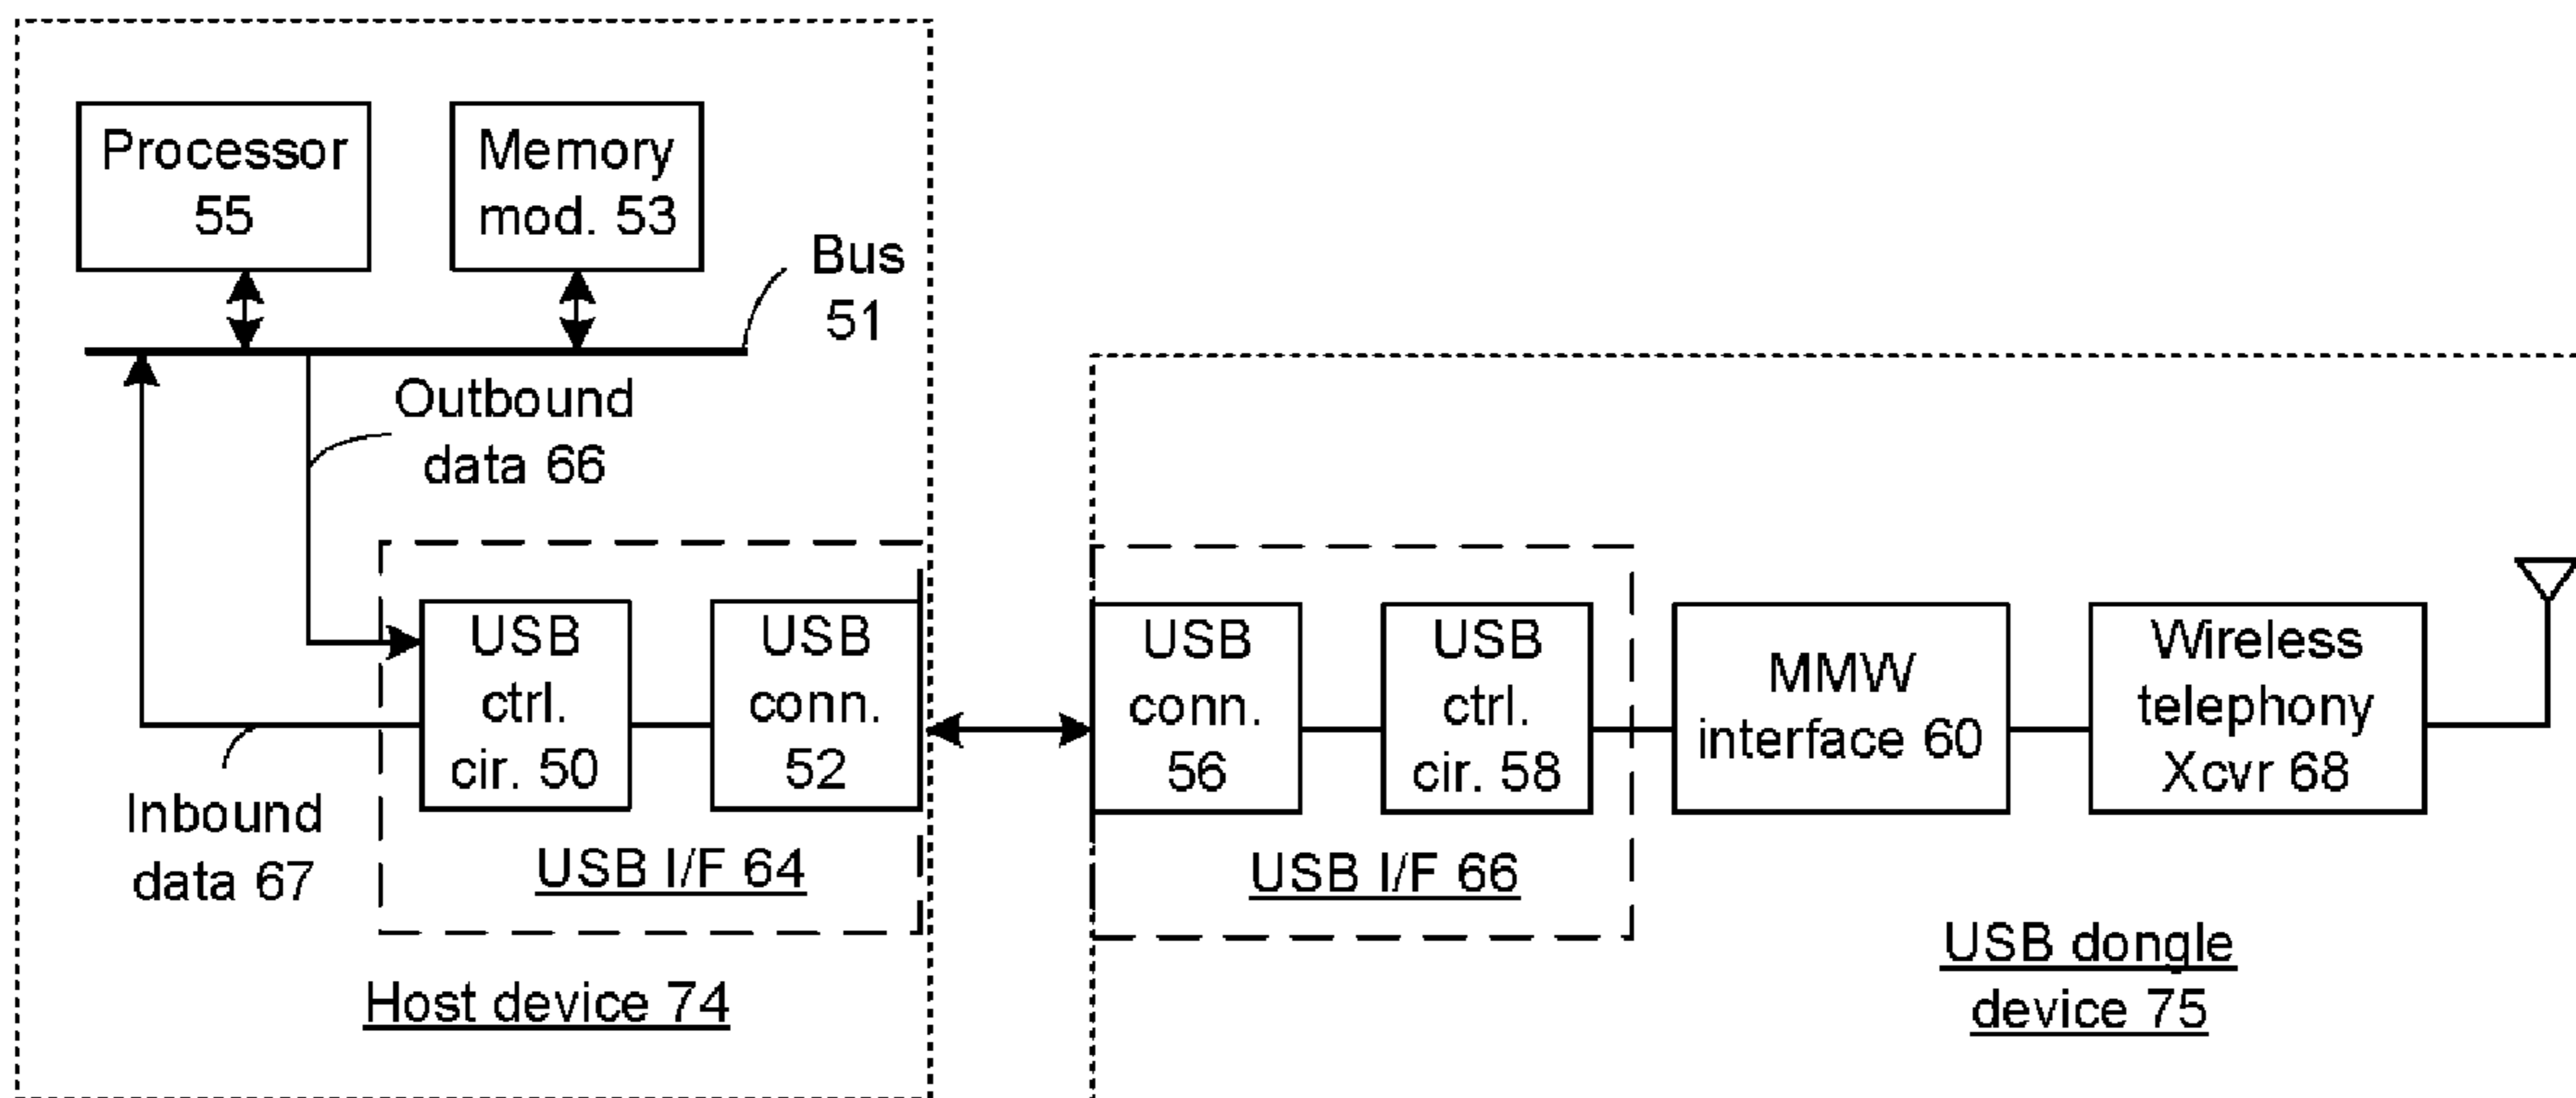 Processor
55
Memory
mod. 53
Bus
51
Outbound
data 66
Inbound
data 67
USB
ctrl.
cir. 50
USB
conn.
52
USB I/F 64
Host device 74
USB
conn.
56
USB
ctrl.
cir. 58
USB I/F 66
MMW
interface 60
Wireless
telephony
Xcvr 68
USB dongle
device 75